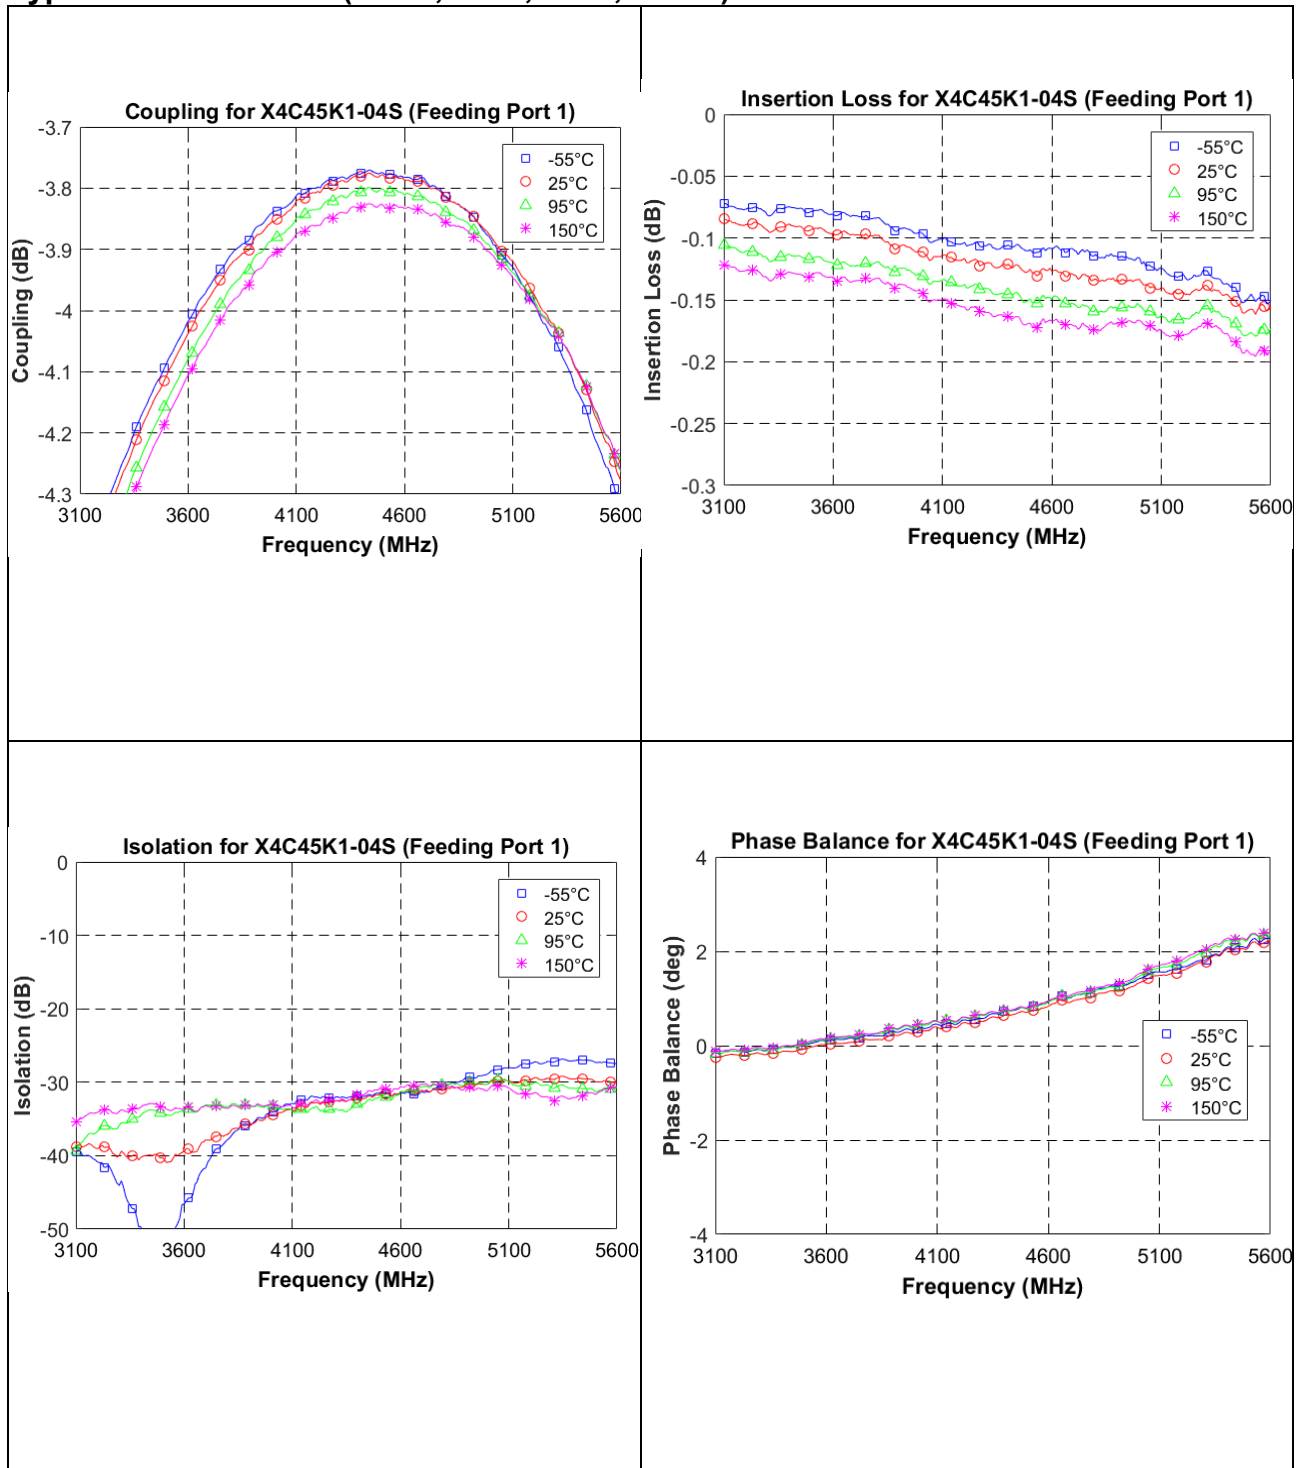 Coupling for X4C45K1-04S (Feeding Port 1)
-3.7
-3.8
-3.9
-4
-4.1
-4.2
-4.3
Coupling (dB)
-55°C
25°C
95°C
150°C
3100 3600 4100 4600 5100 5600
Frequency (MHz)
Insertion Loss for X4C45K1-04S (Feeding Port 1)
0
-0.05
-0.1
-0.15
-0.2
-0.25
-0.3
Insertion Loss (dB)
-55°C
25°C
95°C
150°C
3100 3600 4100 4600 5100 5600
Frequency (MHz)
Isolation for X4C45K1-04S (Feeding Port 1)
0
-10
-20
-30
-40
-50
Isolation (dB)
-55°C
25°C
95°C
150°C
3100 3600 4100 4600 5100 5600
Frequency (MHz)
Phase Balance for X4C45K1-04S (Feeding Port 1)
4
2
0
-2
-4
Phase Balance (deg)
-55°C
25°C
95°C
150°C
3100 3600 4100 4600 5100 5600
Frequency (MHz)